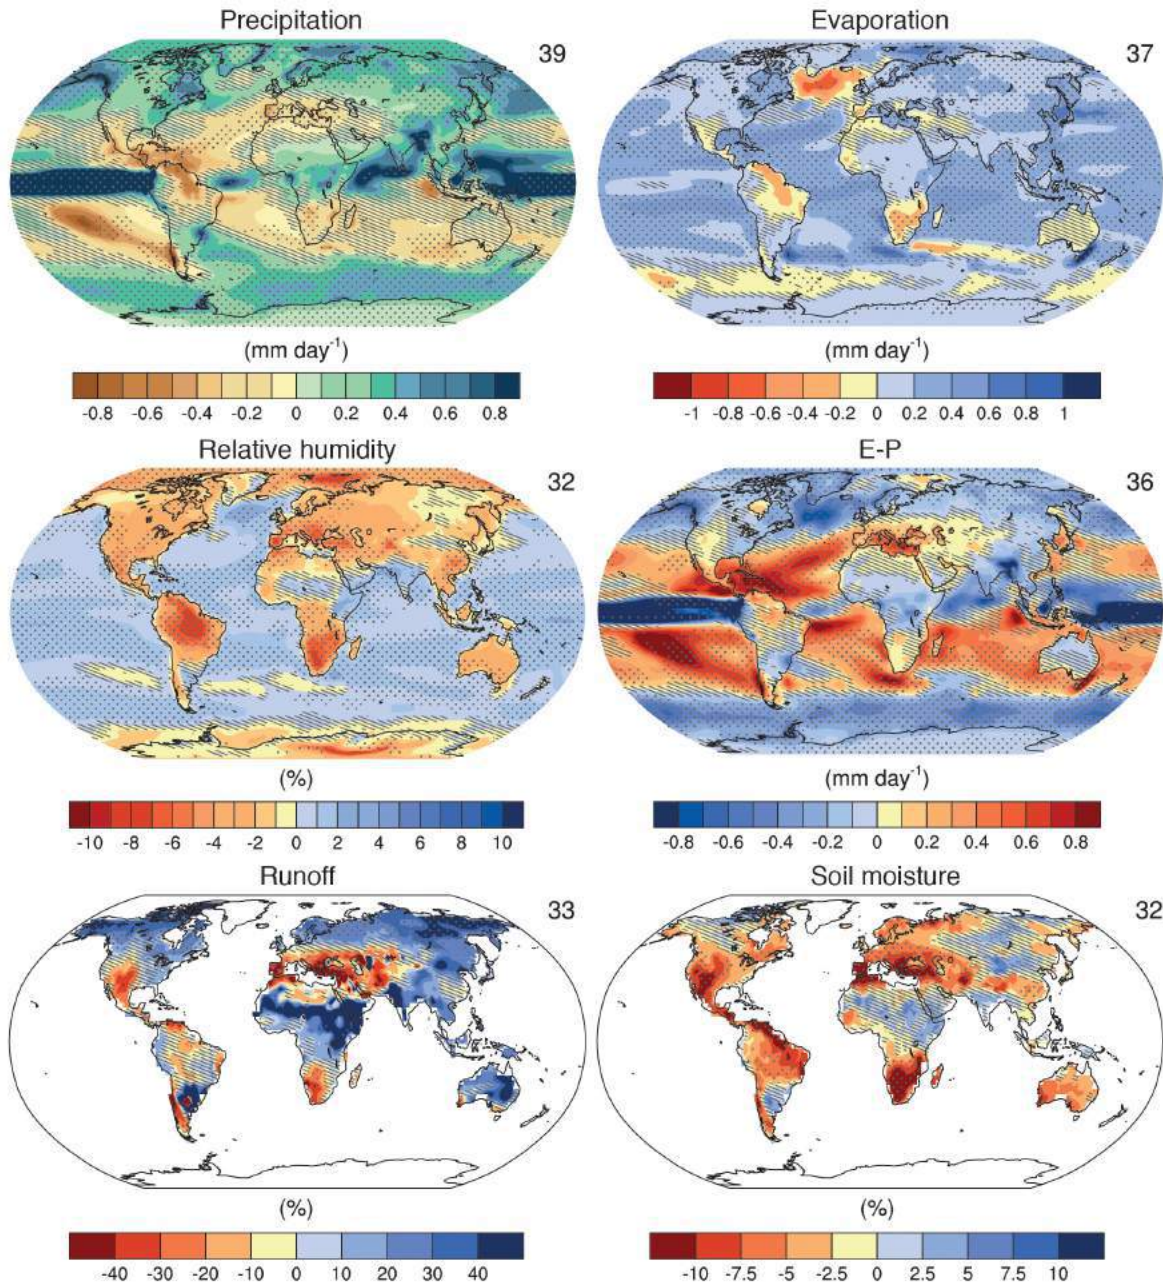 Precipitation
Evaporation
39
37
(mm day-1)
(mm day-1)
-0.8 -0.6 -0.4 -0.2 0 0.2 0.4 0.6 0.8
-1 -0.8 -0.6 -0.4 -0.2 0 0.2 0.4 0.6 0.8 1
Relative humidity
E-P
32
36
(%)
(mm day-1)
-10 -8 -6 -4 -2 0 2 4 6 8 10
-0.8 -0.6 -0.4 -0.2 0 0.2 0.4 0.6 0.8
Runoff
Soil moisture
33
32
(%)
(%)
-40 -30 -20 -10 0 10 20 30 40
-10 -7.5 -5 -2.5 0 2.5 5 7.5 10